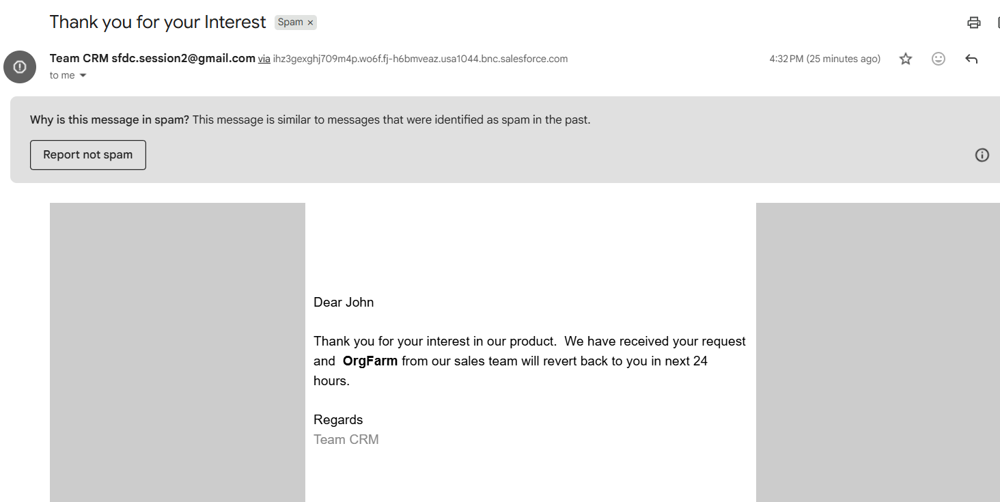 Thank you for your Interest Spam ×
Team CRM sfdc.session2@gmail.com via ihz3gexghj709m4p.wo6f.fj-h6bmveaz.usa1044.bnc.salesforce.com 4:32 PM (25 minutes ago)
to me
Why is this message in spam? This message is similar to messages that were identified as spam in the past.
Report not spam
Dear John
Thank you for your interest in our product. We have received your request
and OrgFarm from our sales team will revert back to you in next 24
hours.
Regards
Team CRM